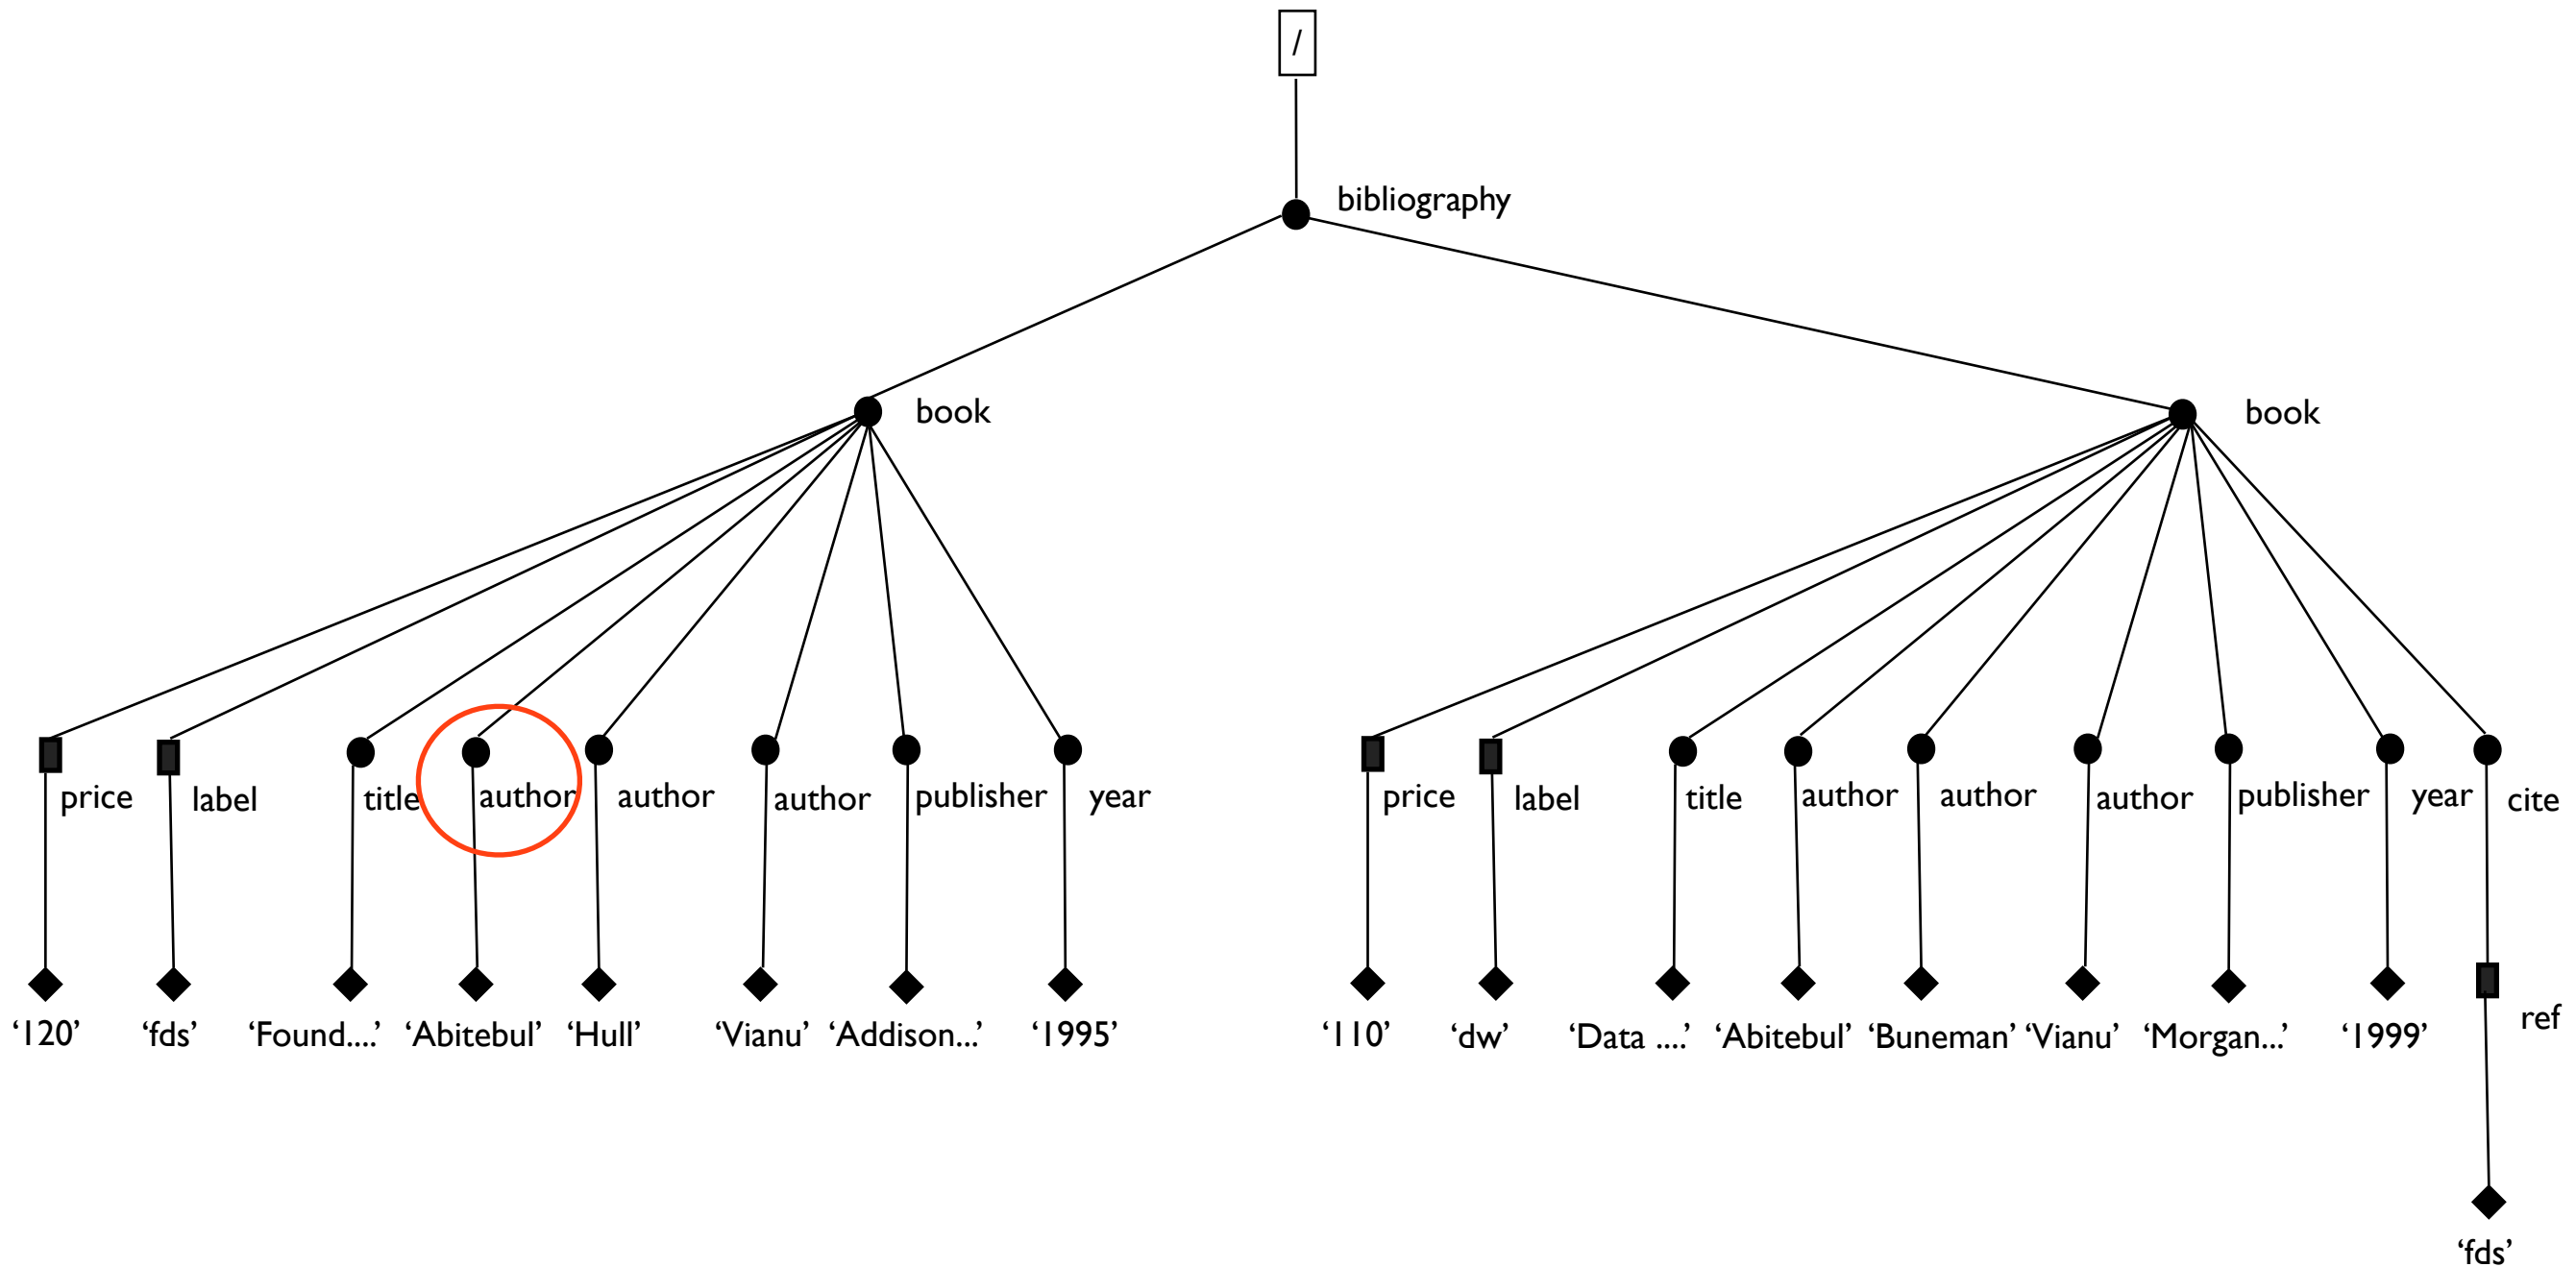 /
bibliography
book
book
price label title author author author publisher year
price label title author author author publisher year cite
‘120’ ‘fds’ ‘Found....’ ‘Abitebul’ ‘Hull’ ‘Vianu’ ‘Addison...’ ‘1995’
‘110’ ‘dw’ ‘Data ....’ ‘Abitebul’ ‘Buneman’ ‘Vianu’ ‘Morgan...’ ‘1999’
ref
‘fds’